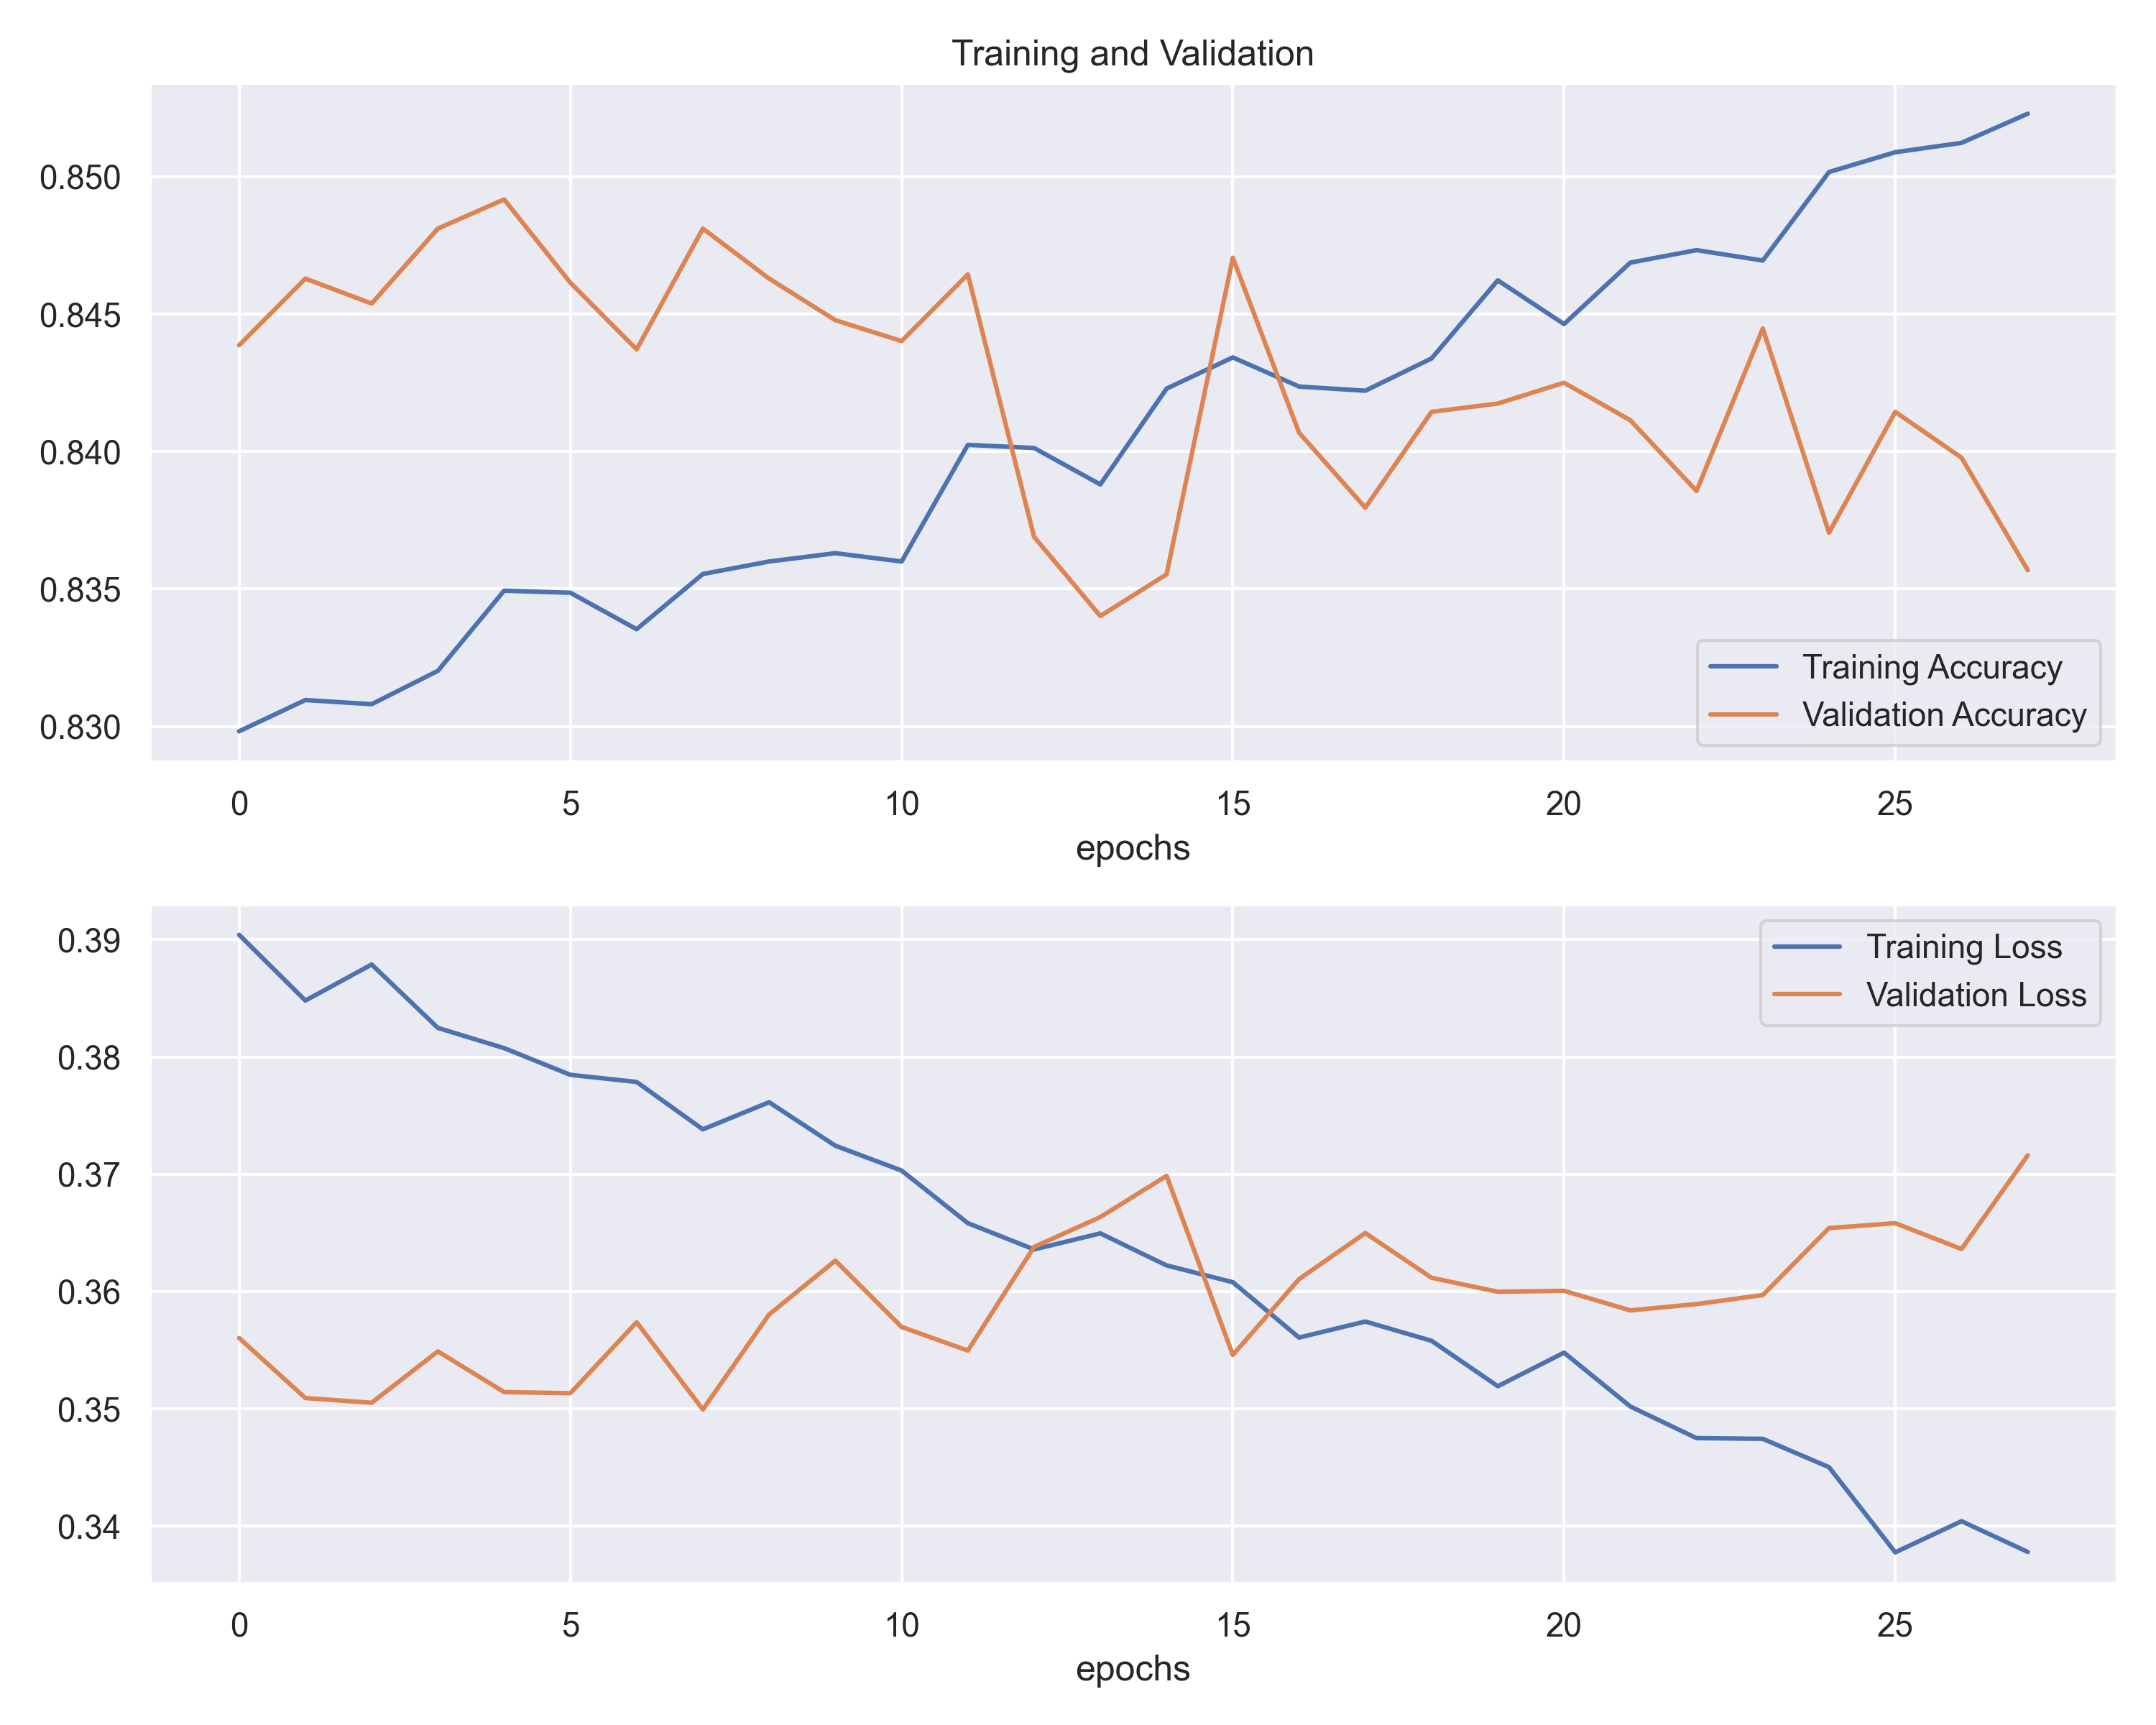 Training and Validation
0.850
0.845
0.840
0.835
0.830
Training Accuracy
Validation Accuracy
0 5 10 15 20 25
epochs
0.39
0.38
0.37
0.36
0.35
0.34
Training Loss
Validation Loss
0 5 10 15 20 25
epochs